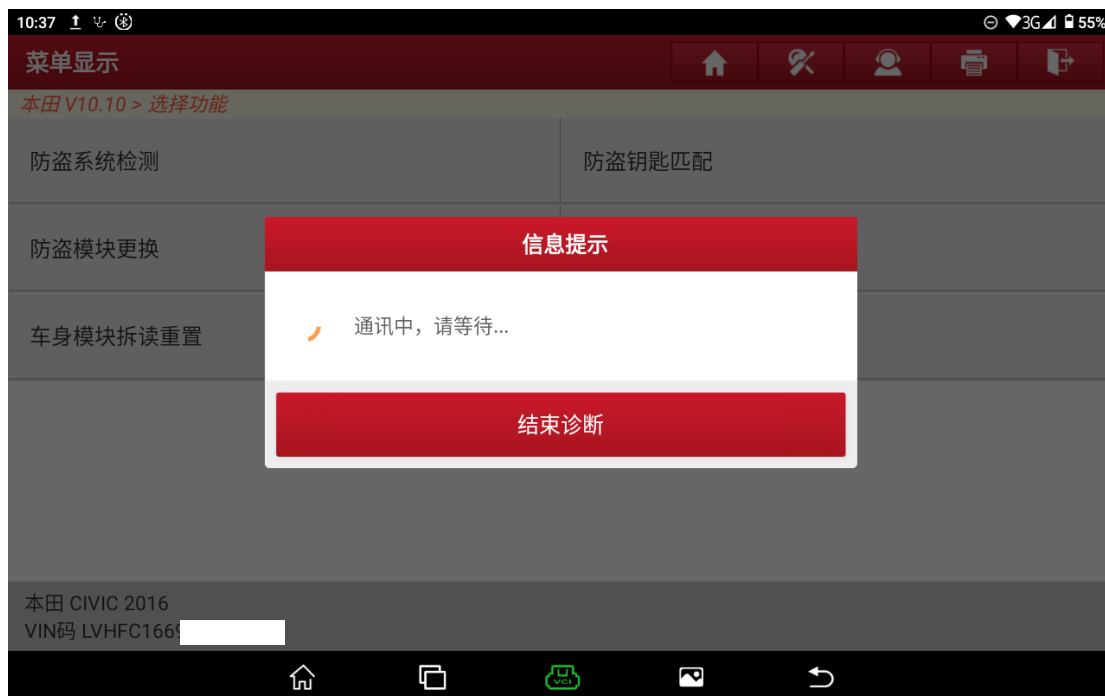 10:37
3G 55%
菜单显示
本田 V10.10 > 选择功能
防盗系统检测
防盗钥匙匹配
防盗模块更换
信息提示
通讯中，请等待...
车身模块拆读重置
结束诊断
本田 CIVIC 2016
VIN码 LVHFC166
VCI